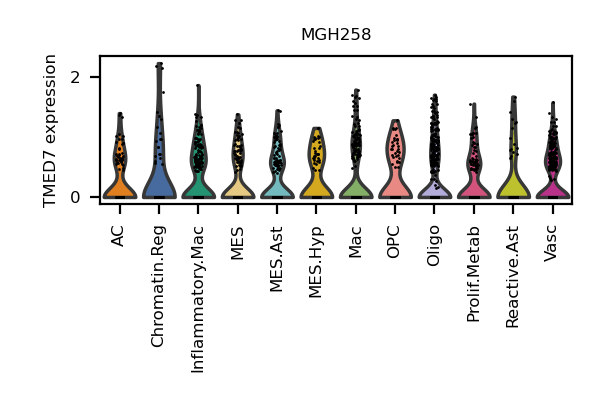 MGH258
TMED7 expression
2
0
AC
Chromatin.Reg
Inflammatory.Mac
MES
MES.Ast
MES.Hyp
Mac
OPC
Oligo
Prolif.Metab
Reactive.Ast
Vasc